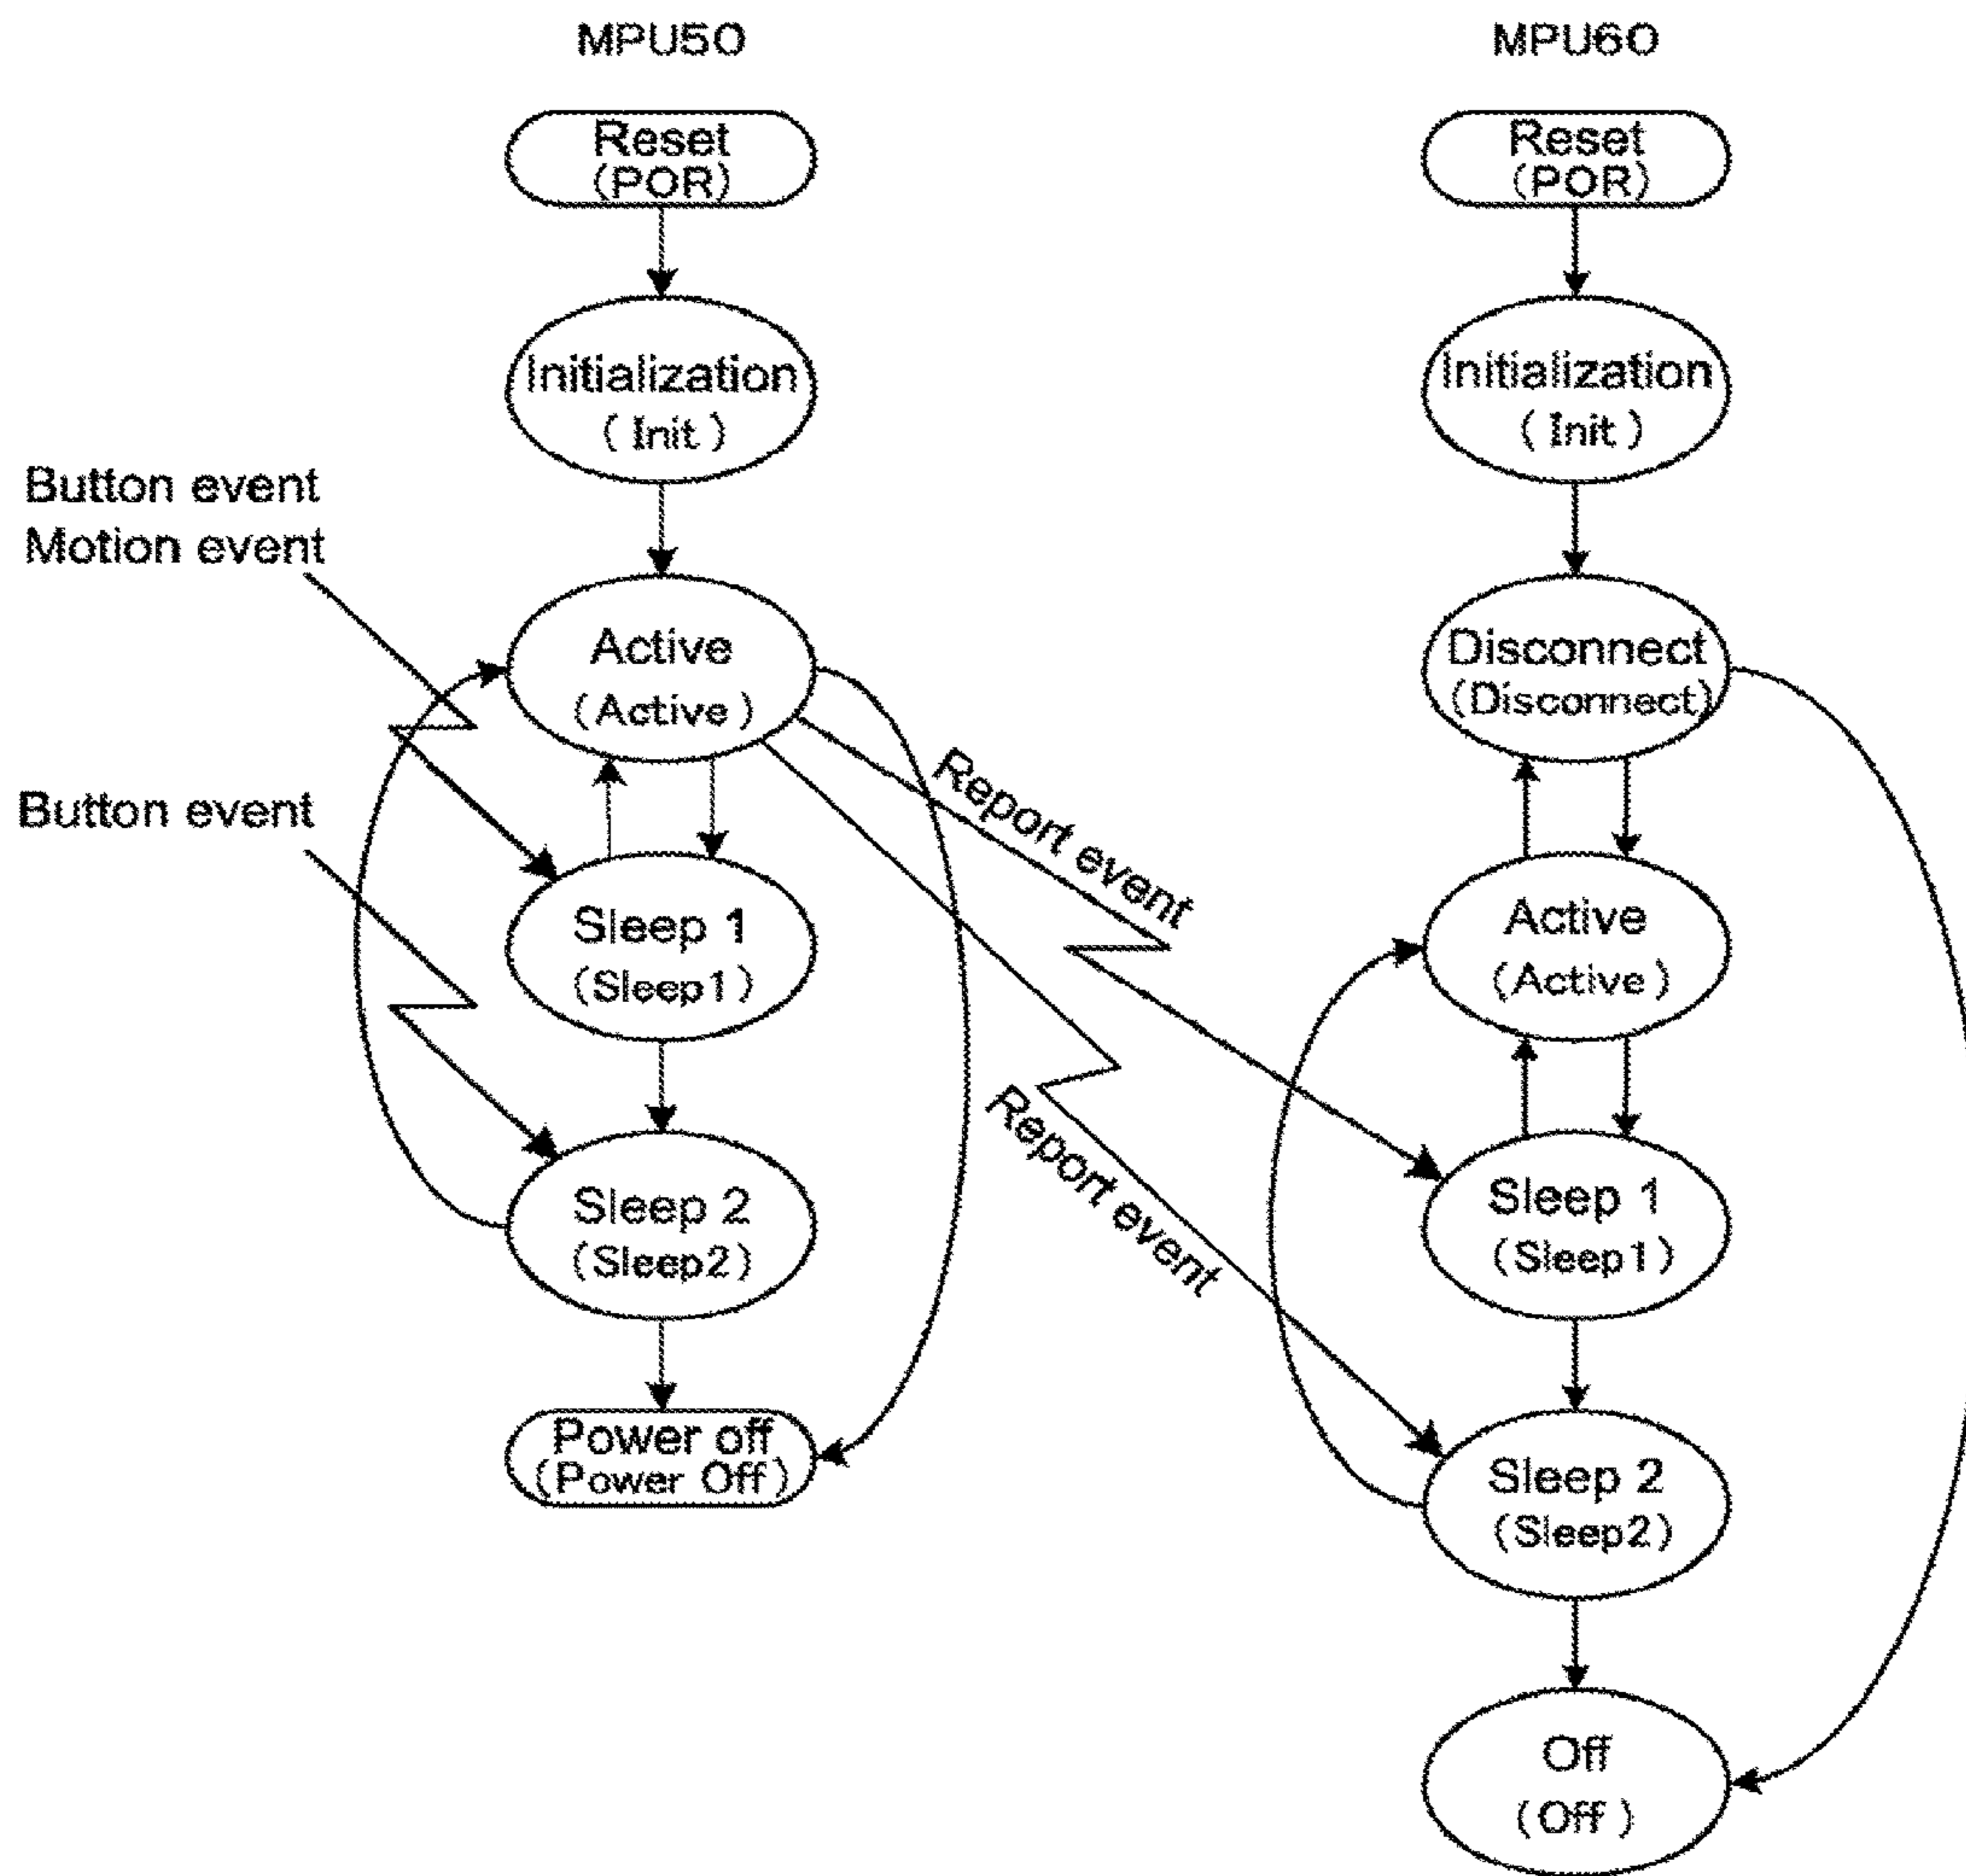 MPU50
Reset
(POR)
Initialization
( Init )
Button event
Motion event
Active
(Active)
Button event
Sleep 1
(Sleep1)
Sleep 2
(Sleep2)
Power off
(Power Off)
Report event
Report event
MPU60
Reset
(POR)
Initialization
( Init )
Disconnect
(Disconnect)
Active
(Active)
Sleep 1
(Sleep1)
Sleep 2
(Sleep2)
Off
(Off)